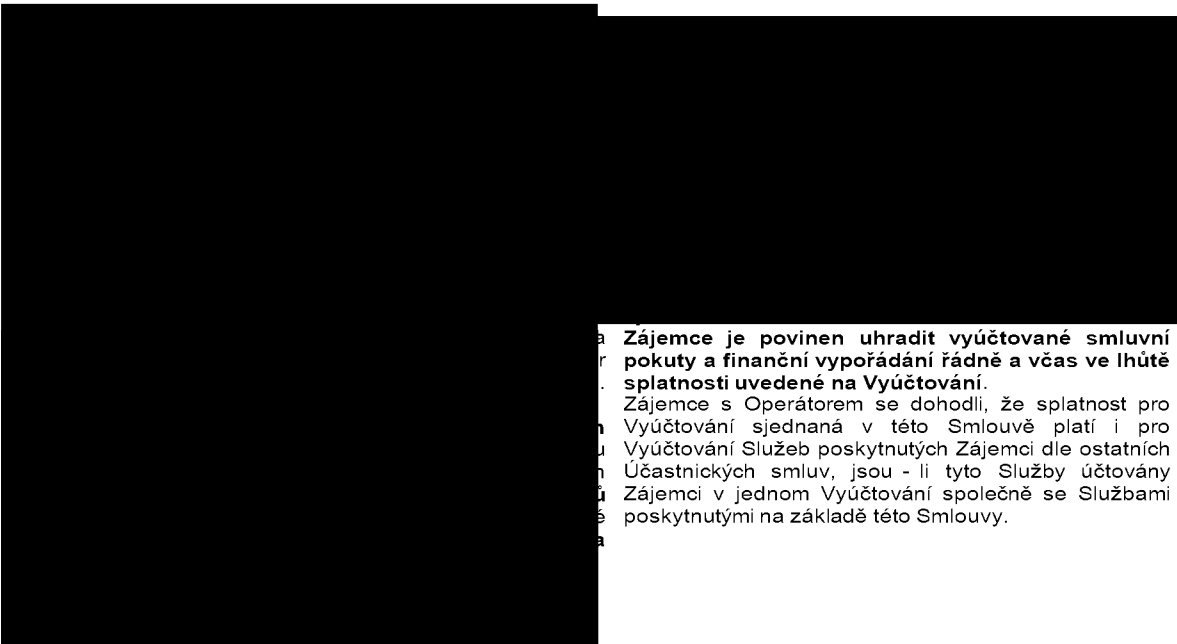 Zájemce je povinen uhradit vyúčtované smluvní
pokuty a finanční vypořádání řádně a včas ve lhůtě
splatnosti uvedené na Vyúčtování.
Zájemce s Operátorem se dohodli, že splatnost pro
Vyúčtování sjednaná v této Smlouvě platí i pro
Vyúčtování Služeb poskytnutých Zájemci dle ostatních
Účastnických smluv, jsou - li tyto Služby účtovány
Zájemci v jednom Vyúčtování společně se Službami
poskytnutými na základě této Smlouvy.